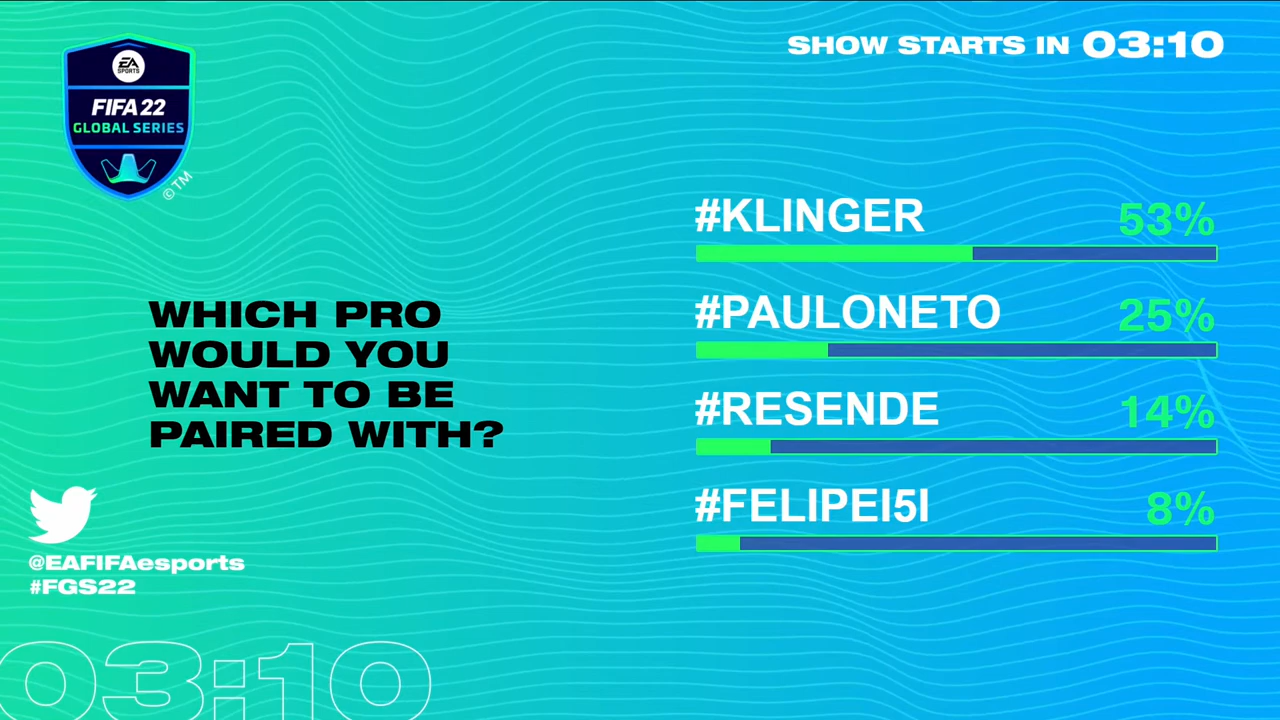 EA
SPORTS
FIFA 22
GLOBAL SERIES
© TM
SHOW STARTS IN 03:10
WHICH PRO
WOULD YOU
WANT TO BE
PAIRED WITH?
#KLINGER 53%
#PAULONETO 25%
#RESENDE 14%
#FELIPEI5I 8%
@EAFIFAesports
#FGS22
03:10